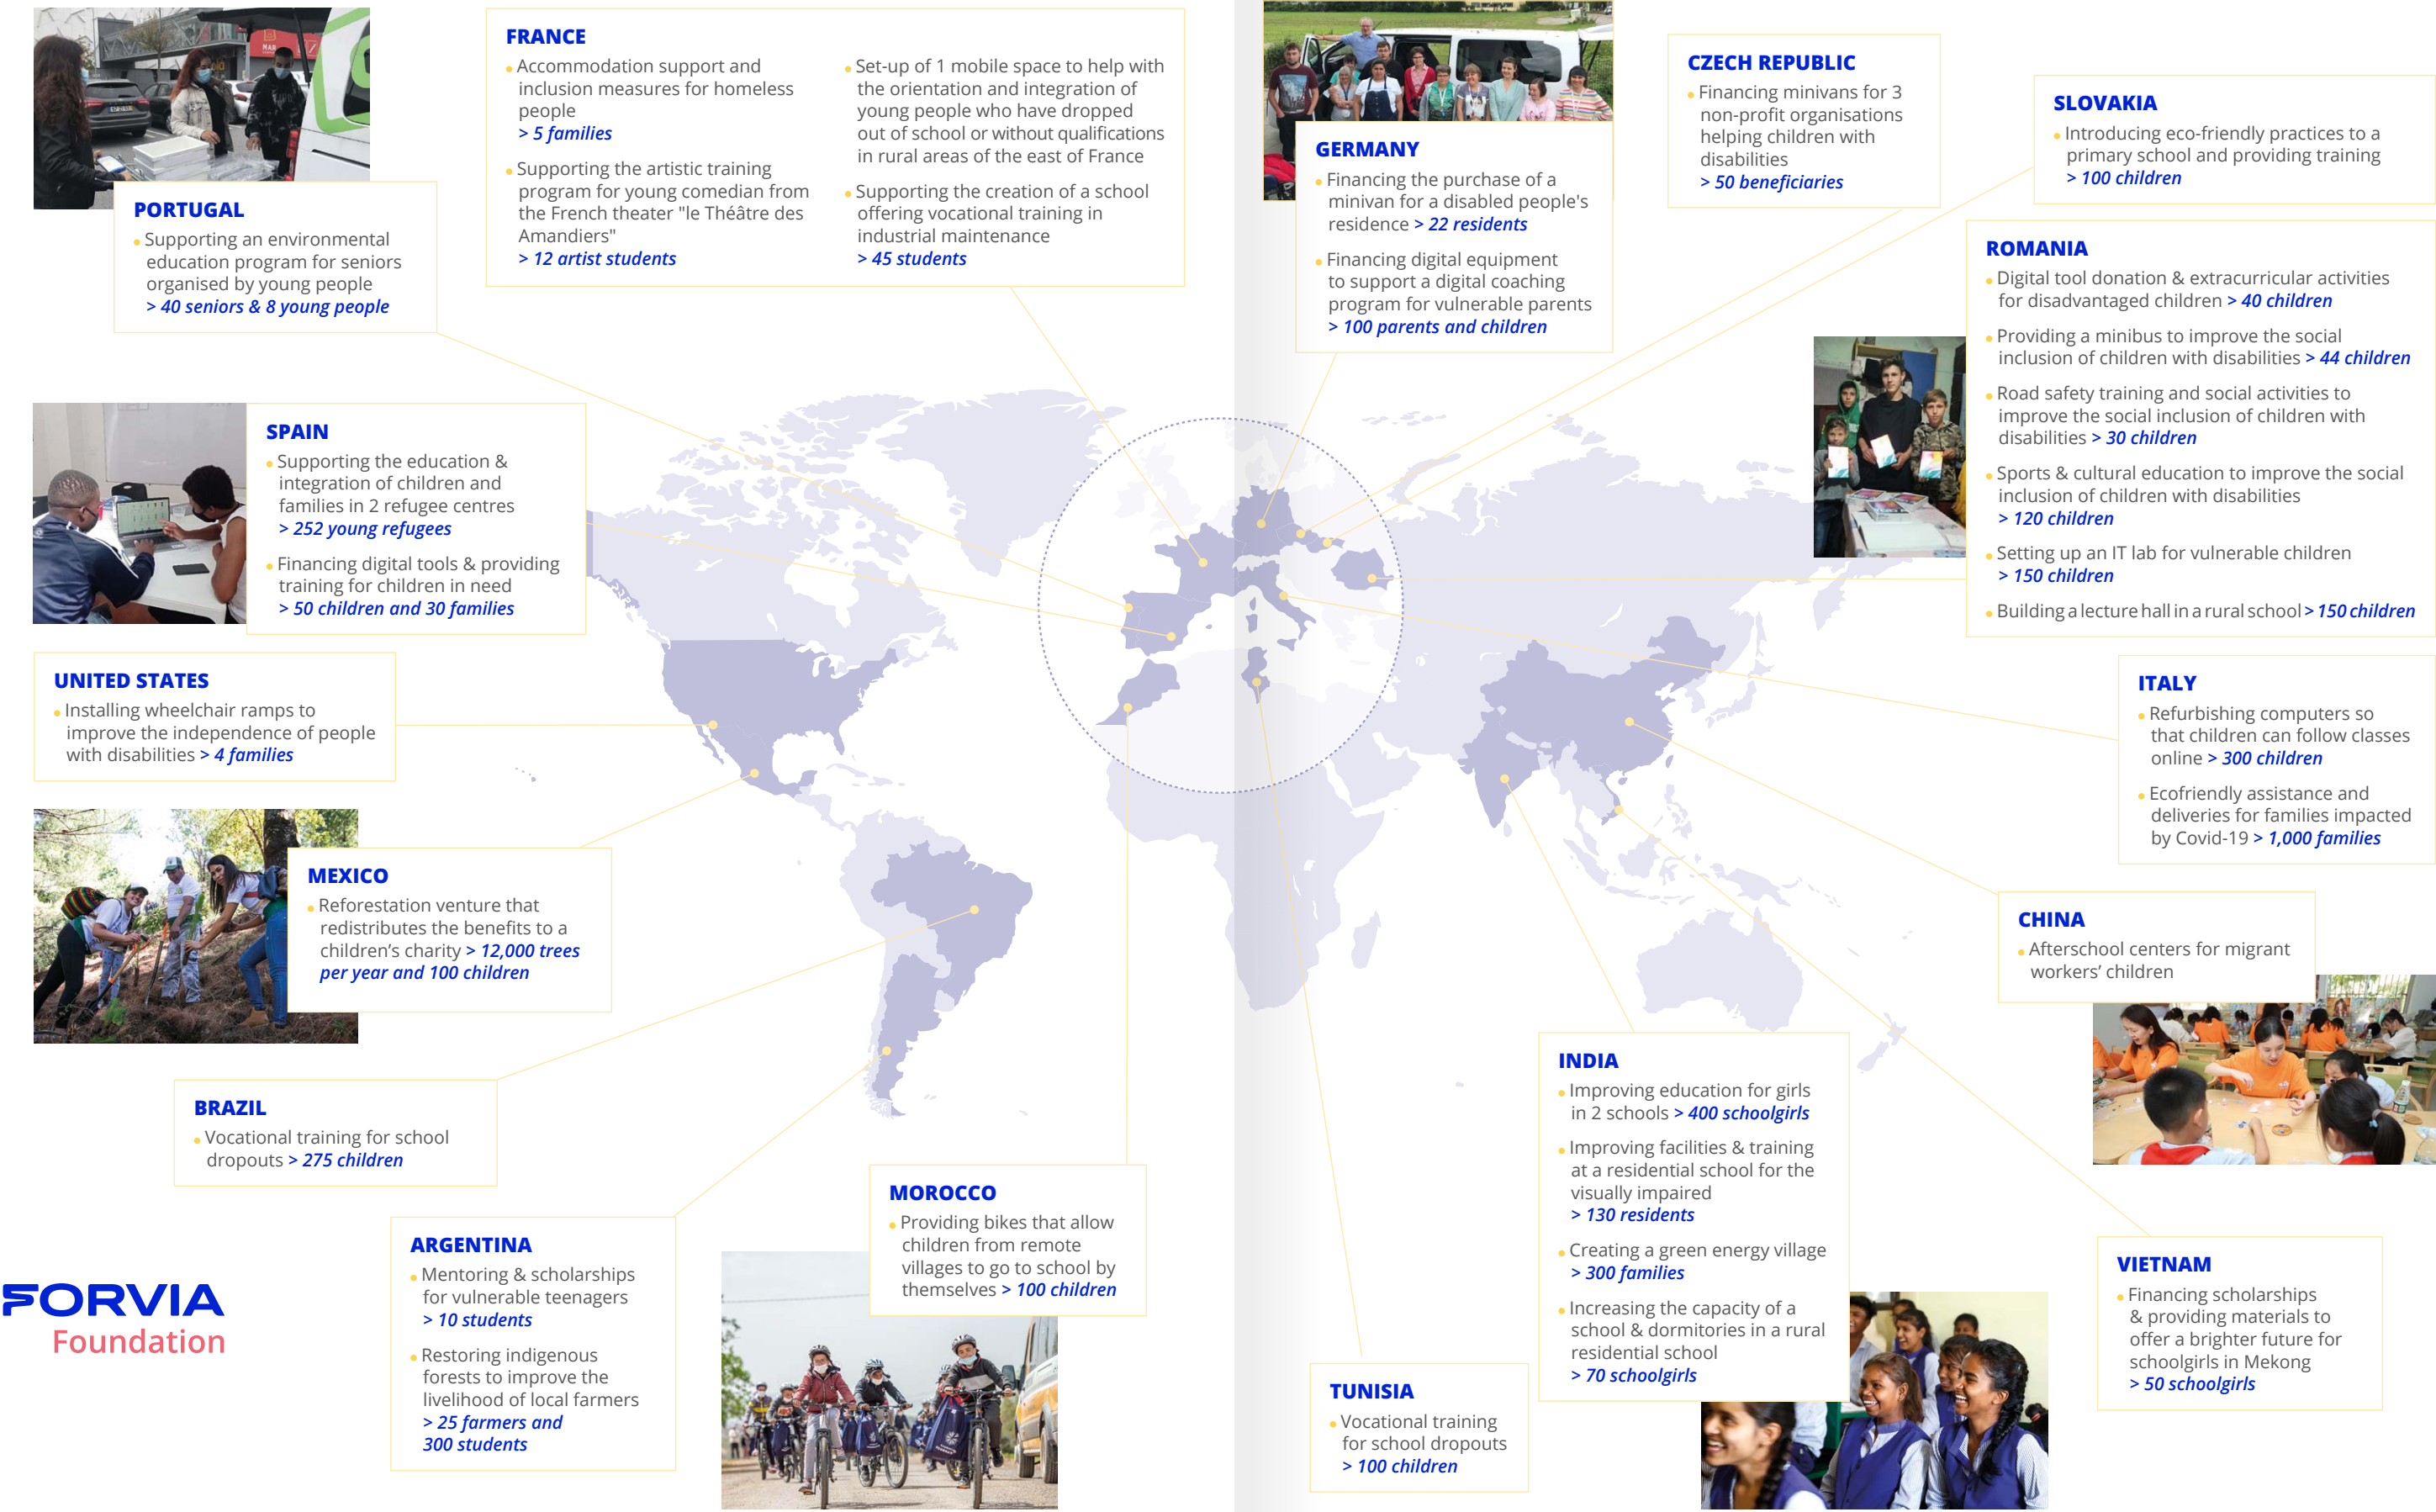 PORTUGAL
Supporting an environmental
education program for seniors
organised by young people
> 40 seniors & 8 young people
FRANCE
Accommodation support and
inclusion measures for homeless
people
> 5 families
Supporting the artistic training
program for young comedian from
the French theater "le Théâtre des
Amandiers"
> 12 artist students
Set-up of 1 mobile space to help with
the orientation and integration of
young people who have dropped
out of school or without qualifications
in rural areas of the east of France
Supporting the creation of a school
offering vocational training in
industrial maintenance
> 45 students
GERMANY
Financing the purchase of a
minivan for a disabled people's
residence > 22 residents
Financing digital equipment
to support a digital coaching
program for vulnerable parents
> 100 parents and children
CZECH REPUBLIC
Financing minivans for 3
non-profit organisations
helping children with
disabilities
> 50 beneficiaries
SLOVAKIA
Introducing eco-friendly practices to a
primary school and providing training
> 100 children
ROMANIA
Digital tool donation & extracurricular activities
for disadvantaged children > 40 children
Providing a minibus to improve the social
inclusion of children with disabilities > 44 children
Road safety training and social activities to
improve the social inclusion of children with
disabilities > 30 children
Sports & cultural education to improve the social
inclusion of children with disabilities
> 120 children
Setting up an IT lab for vulnerable children
> 150 children
Building a lecture hall in a rural school > 150 children
SPAIN
Supporting the education &
integration of children and
families in 2 refugee centres
> 252 young refugees
Financing digital tools & providing
training for children in need
> 50 children and 30 families
UNITED STATES
Installing wheelchair ramps to
improve the independence of people
with disabilities > 4 families
ITALY
Refurbishing computers so
that children can follow classes
online > 300 children
Ecofriendly assistance and
deliveries for families impacted
by Covid-19 > 1,000 families
MEXICO
Reforestation venture that
redistributes the benefits to a
children’s charity > 12,000 trees
per year and 100 children
CHINA
Afterschool centers for migrant
workers’ children
BRAZIL
Vocational training for school
dropouts > 275 children
ARGENTINA
Mentoring & scholarships
for vulnerable teenagers
> 10 students
Restoring indigenous
forests to improve the
livelihood of local farmers
> 25 farmers and
300 students
MOROCCO
Providing bikes that allow
children from remote
villages to go to school by
themselves > 100 children
TUNISIA
Vocational training
for school dropouts
> 100 children
INDIA
Improving education for girls
in 2 schools > 400 schoolgirls
Improving facilities & training
at a residential school for the
visually impaired
> 130 residents
Creating a green energy village
> 300 families
Increasing the capacity of a
school & dormitories in a rural
residential school
> 70 schoolgirls
VIETNAM
Financing scholarships
& providing materials to
offer a brighter future for
schoolgirls in Mekong
> 50 schoolgirls
FORVIA
Foundation